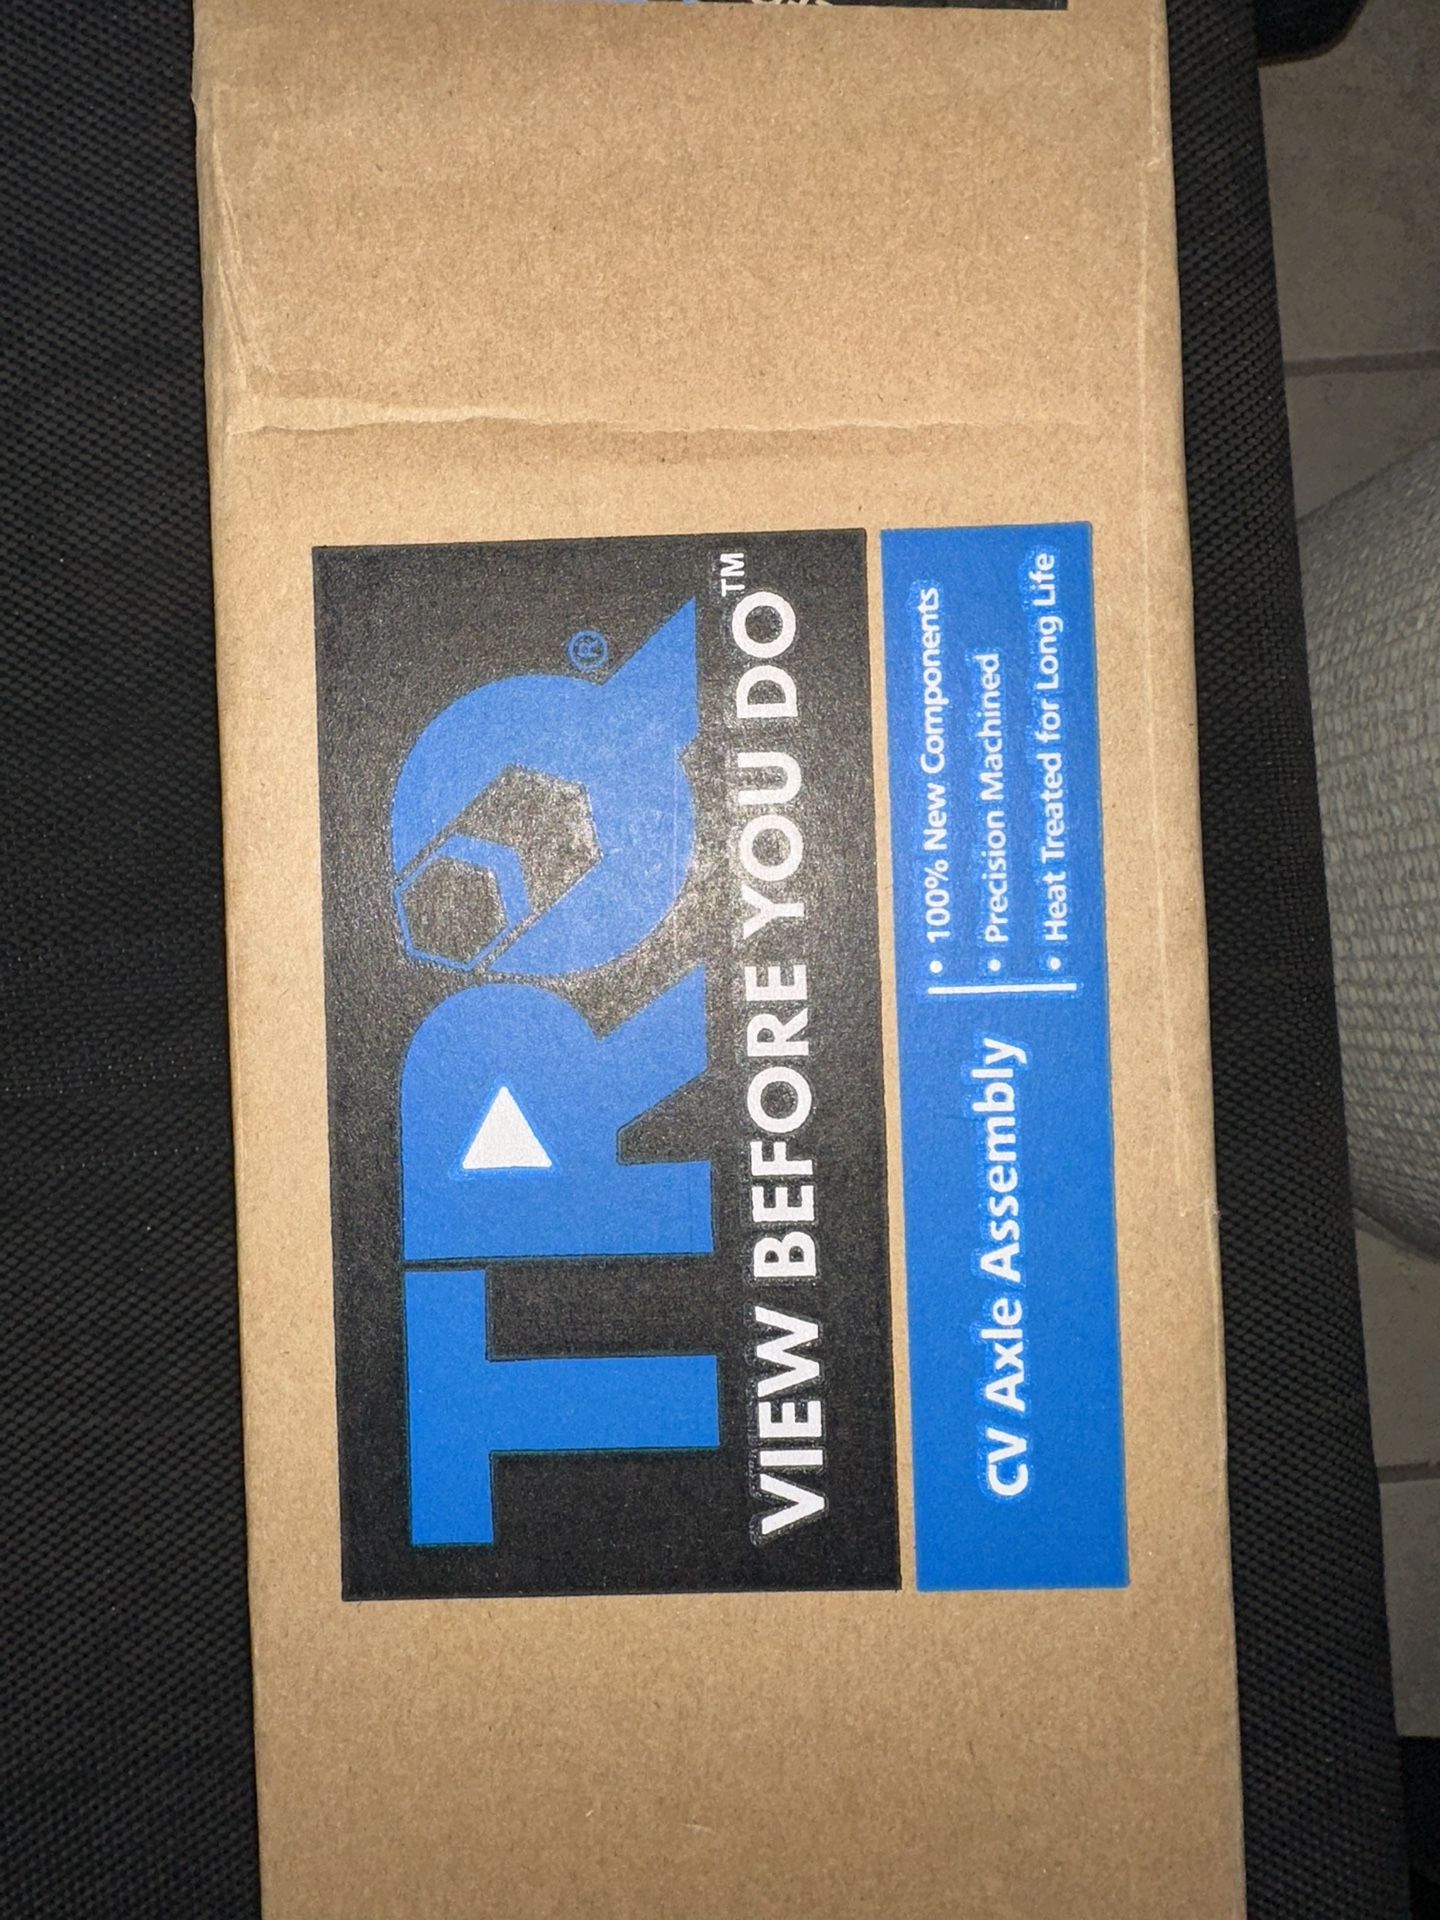 TRQ®
VIEW BEFORE YOU DO™
CV Axle Assembly
• 100% New Components
• Precision Machined
• Heat Treated for Long Life